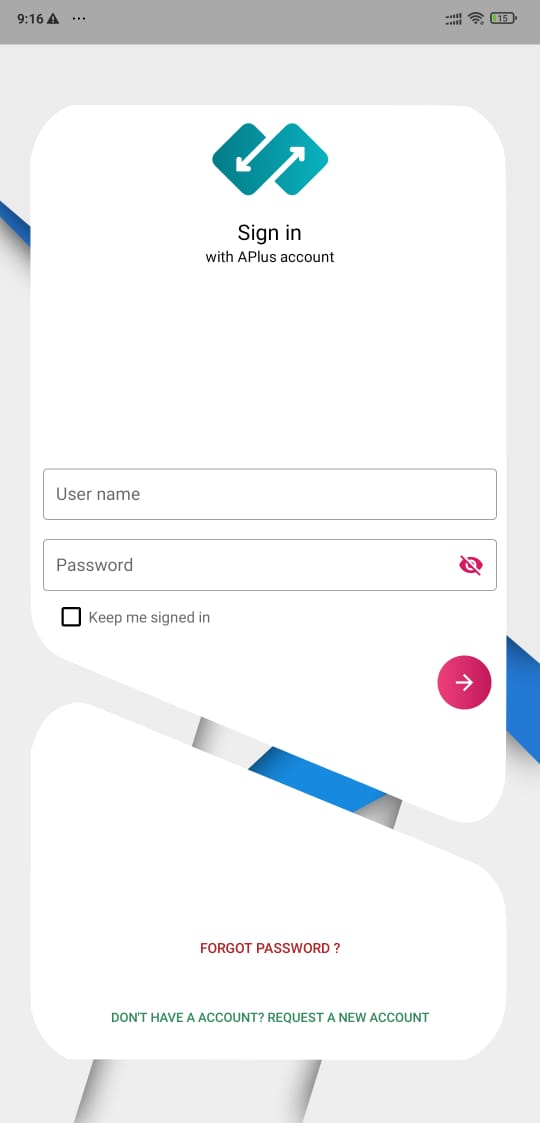 9:16
15
Sign in
with APlus account
User name
Password
Keep me signed in
FORGOT PASSWORD ?
DON'T HAVE A ACCOUNT? REQUEST A NEW ACCOUNT